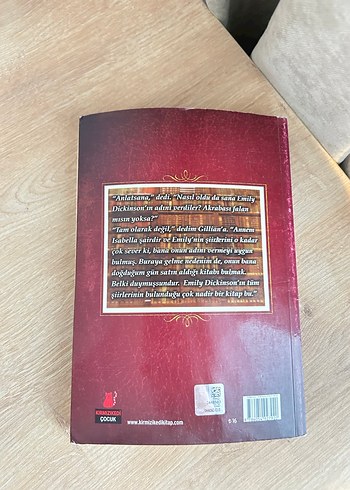 "Anlatsana," dedi. "Nasıl oldu da sana Emily
Dickinson'ın adını verdiler? Akrabası falan
mısın yoksa?"
"Tam olarak değil," dedim Gillian'a. "Annem
Isabella şairdir ve Emily'nin şiirlerini o kadar
çok sever ki, bana onun adını vermeyi uygun
bulmuş. Buraya gelme nedenim de, onun bana
doğduğum gün satın aldığı kitabı bulmak.
Belki duymuşsundur. Emily Dickinson'ın tüm
şiirlerinin bulunduğu çok nadir bir kitap bu."
KIRMIZIKEDİ
ÇOCUK
www.kirmizikedikitap.com